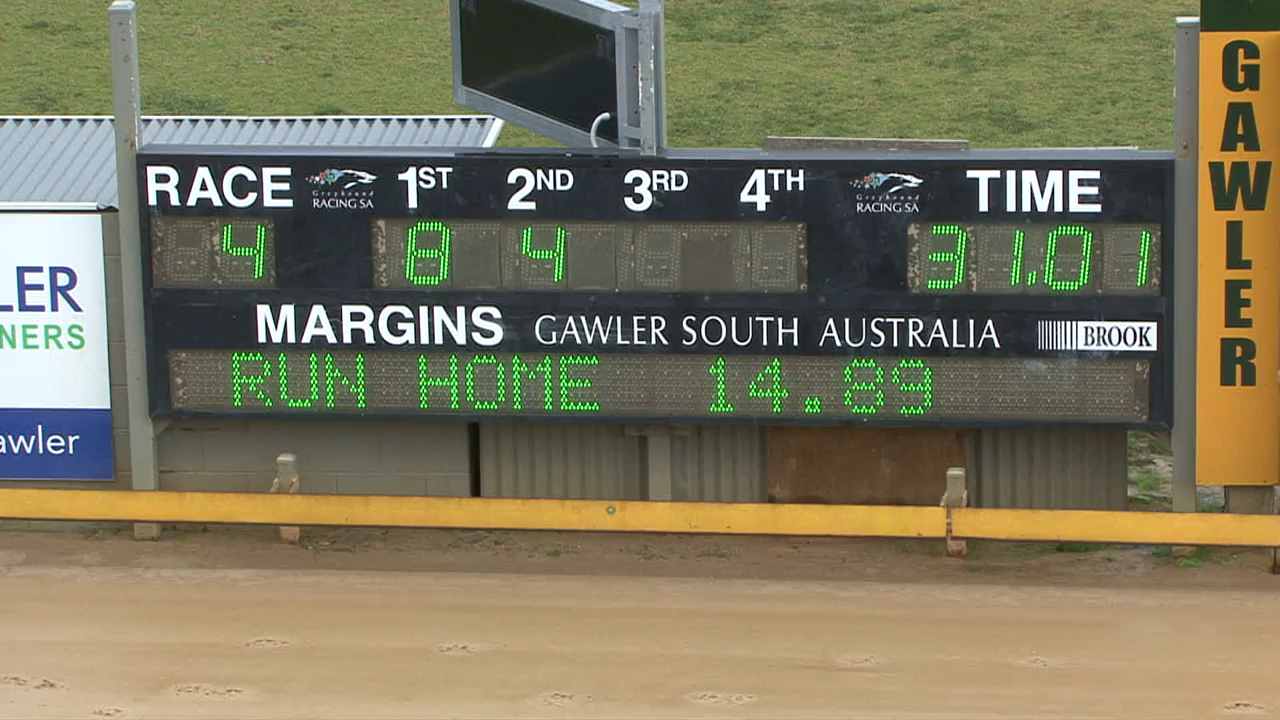 RACE Greyhound RACING SA 1ST 2ND 3RD 4TH Greyhound RACING SA TIME
4 8 4 31.01
MARGINS GAWLER SOUTH AUSTRALIA BROOK
RUN HOME 14.89
LER
NERS
awler
GAWLER